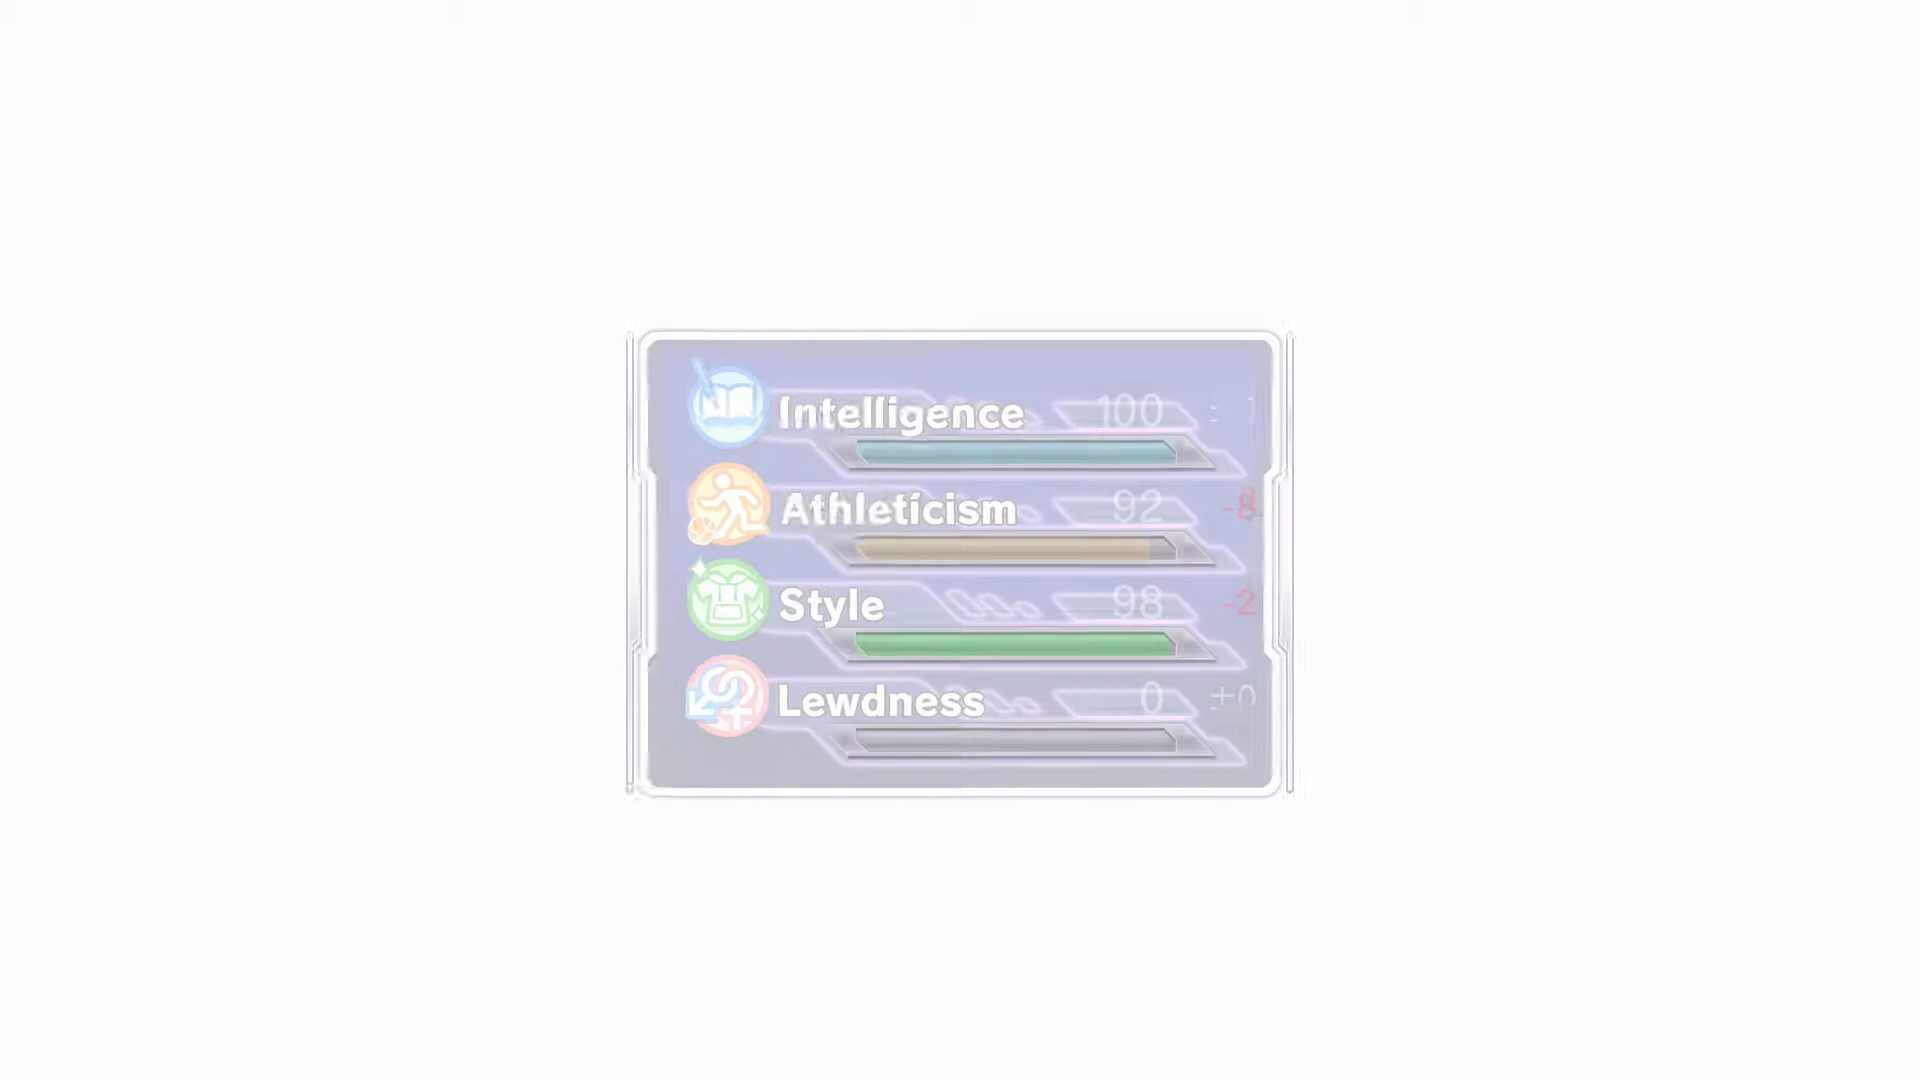 Intelligence 100
Athleticism 92 -8
Style 98 -2
Lewdness 0 ±0